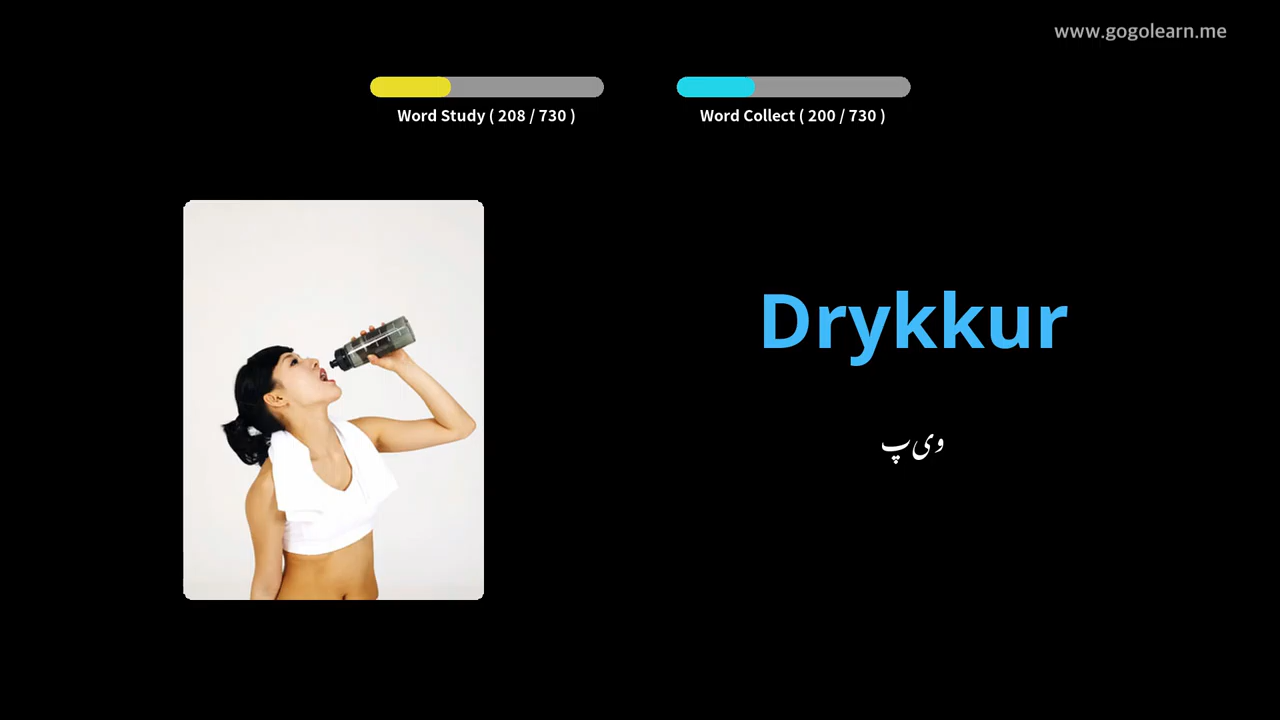 www.gogolearn.me
Word Study ( 208 / 730 )
Word Collect ( 200 / 730 )
Drykkur
وی پ